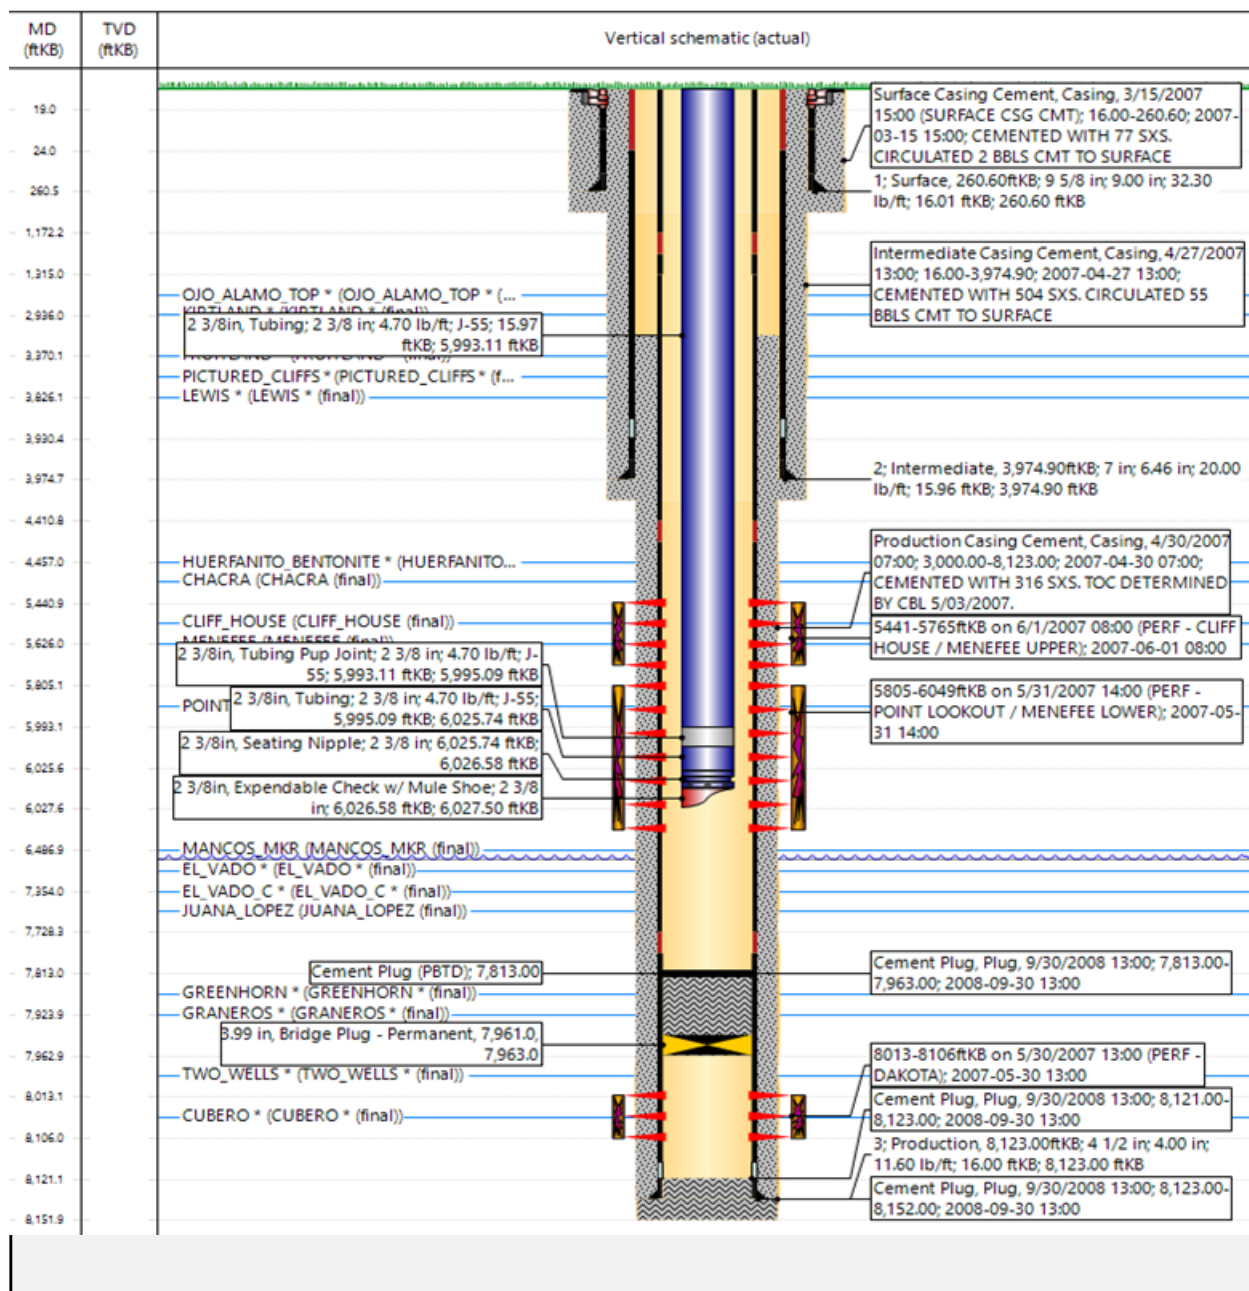 MD (ftKB)
TVD (ftKB)
Vertical schematic (actual)
19.0
24.0
260.5
1,172.2
1,315.0
2,936.0
3,370.1
3,826.1
3,930.4
3,974.7
4,410.8
4,457.0
5,440.9
5,626.0
5,805.1
5,993.1
6,025.6
6,027.6
6,486.9
7,354.0
7,728.3
7,813.0
7,923.9
7,962.9
8,013.1
8,106.0
8,121.1
8,151.9
OJO_ALAMO_TOP * (OJO_ALAMO_TOP * (...
KIRTLAND * (KIRTLAND * (final))
2 3/8in, Tubing; 2 3/8 in; 4.70 lb/ft; J-55; 15.97
ftKB; 5,993.11 ftKB
FRUITLAND * (FRUITLAND * (final))
PICTURED_CLIFFS * (PICTURED_CLIFFS * (f...
LEWIS * (LEWIS * (final))
HUERFANITO_BENTONITE * (HUERFANITO...
CHACRA (CHACRA (final))
CLIFF_HOUSE (CLIFF_HOUSE (final))
MENEFEE (MENEFEE (final))
2 3/8in, Tubing Pup Joint; 2 3/8 in; 4.70 lb/ft; J-
55; 5,993.11 ftKB; 5,995.09 ftKB
POINT
2 3/8in, Tubing; 2 3/8 in; 4.70 lb/ft; J-55;
5,995.09 ftKB; 6,025.74 ftKB
2 3/8in, Seating Nipple; 2 3/8 in; 6,025.74 ftKB;
6,026.58 ftKB
2 3/8in, Expendable Check w/ Mule Shoe; 2 3/8
in; 6,026.58 ftKB; 6,027.50 ftKB
MANCOS_MKR (MANCOS_MKR (final))
EL_VADO * (EL_VADO * (final))
EL_VADO_C * (EL_VADO_C * (final))
JUANA_LOPEZ (JUANA_LOPEZ (final))
Cement Plug (PBTD); 7,813.00
GREENHORN * (GREENHORN * (final))
GRANEROS * (GRANEROS * (final))
3.99 in, Bridge Plug - Permanent, 7,961.0,
7,963.0
TWO_WELLS * (TWO_WELLS * (final))
CUBERO * (CUBERO * (final))
Surface Casing Cement, Casing, 3/15/2007
15:00 (SURFACE CSG CMT); 16.00-260.60; 2007-
03-15 15:00; CEMENTED WITH 77 SXS.
CIRCULATED 2 BBLS CMT TO SURFACE
1; Surface, 260.60ftKB; 9 5/8 in; 9.00 in; 32.30
lb/ft; 16.01 ftKB; 260.60 ftKB
Intermediate Casing Cement, Casing, 4/27/2007
13:00; 16.00-3,974.90; 2007-04-27 13:00;
CEMENTED WITH 504 SXS. CIRCULATED 55
BBLS CMT TO SURFACE
2; Intermediate, 3,974.90ftKB; 7 in; 6.46 in; 20.00
lb/ft; 15.96 ftKB; 3,974.90 ftKB
Production Casing Cement, Casing, 4/30/2007
07:00; 3,000.00-8,123.00; 2007-04-30 07:00;
CEMENTED WITH 316 SXS. TOC DETERMINED
BY CBL 5/03/2007.
5441-5765ftKB on 6/1/2007 08:00 (PERF - CLIFF
HOUSE / MENEFEE UPPER); 2007-06-01 08:00
5805-6049ftKB on 5/31/2007 14:00 (PERF -
POINT LOOKOUT / MENEFEE LOWER); 2007-05-
31 14:00
Cement Plug, Plug, 9/30/2008 13:00; 7,813.00-
7,963.00; 2008-09-30 13:00
8013-8106ftKB on 5/30/2007 13:00 (PERF -
DAKOTA); 2007-05-30 13:00
Cement Plug, Plug, 9/30/2008 13:00; 8,121.00-
8,123.00; 2008-09-30 13:00
3; Production, 8,123.00ftKB; 4 1/2 in; 4.00 in;
11.60 lb/ft; 16.00 ftKB; 8,123.00 ftKB
Cement Plug, Plug, 9/30/2008 13:00; 8,123.00-
8,152.00; 2008-09-30 13:00